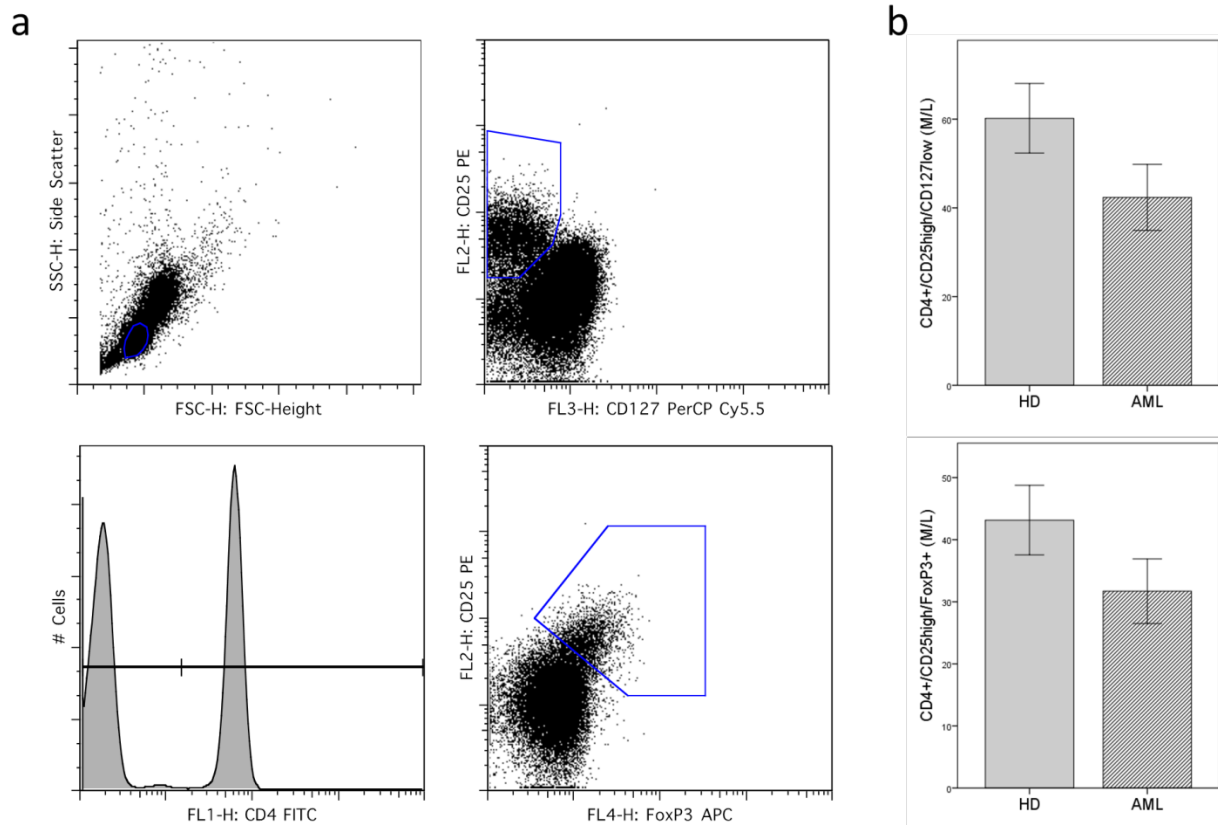 a
SSC-H: Side Scatter
FSC-H: FSC-Height
FL2-H: CD25 PE
FL3-H: CD127 PerCP Cy5.5
# Cells
FL1-H: CD4 FITC
FL2-H: CD25 PE
FL4-H: FoxP3 APC
b
CD4+/CD25high/CD127low (M/L)
60
40
20
0
HD AML
CD4+/CD25high/FoxP3+ (M/L)
50
40
30
20
10
0
HD AML